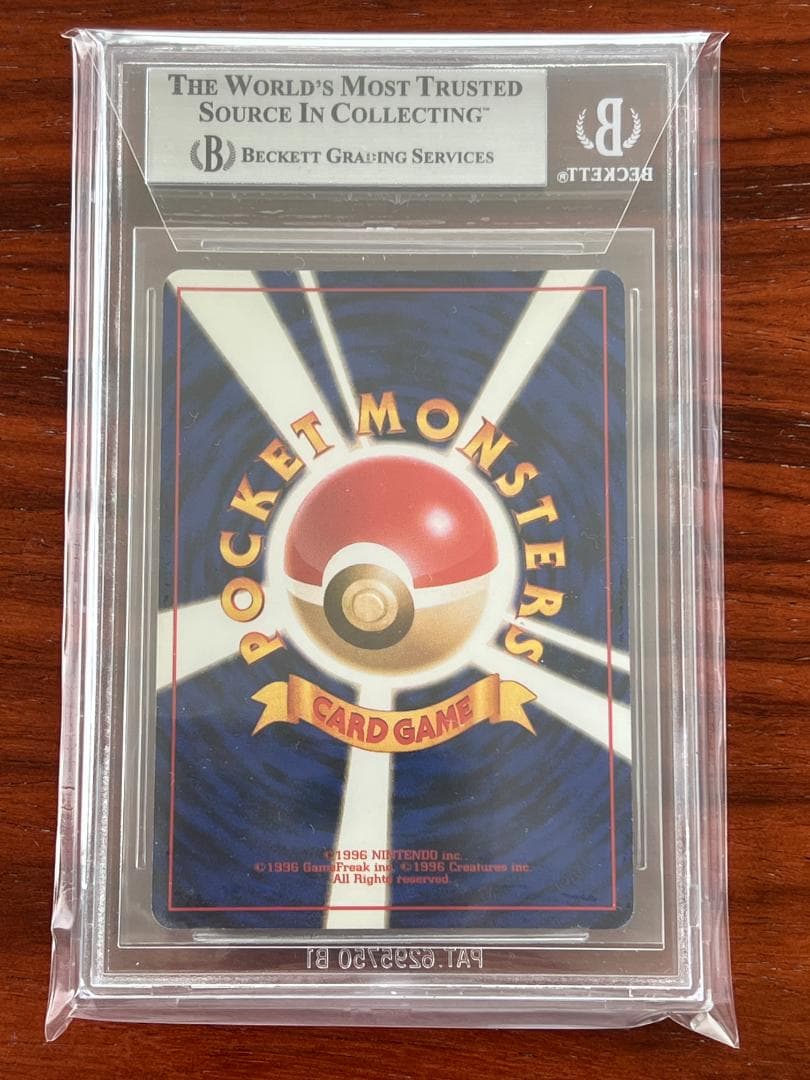 THE WORLD'S MOST TRUSTED
SOURCE IN COLLECTING™
B BECKETT GRADING SERVICES
B
BECKETT®
POCKET MONSTERS
CARD GAME
©1996 NINTENDO inc.
©1996 GameFreak inc. ©1996 Creatures inc.
All Rights reserved.
PAT. 6295750 B1